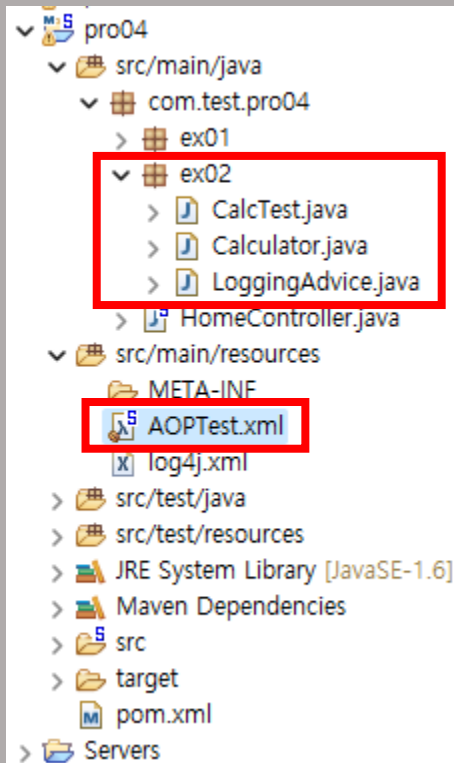 pro04
src/main/java
com.test.pro04
ex01
ex02
CalcTest.java
Calculator.java
LoggingAdvice.java
HomeController.java
src/main/resources
META-INF
AOPTest.xml
log4j.xml
src/test/java
src/test/resources
JRE System Library [JavaSE-1.6]
Maven Dependencies
src
target
pom.xml
Servers